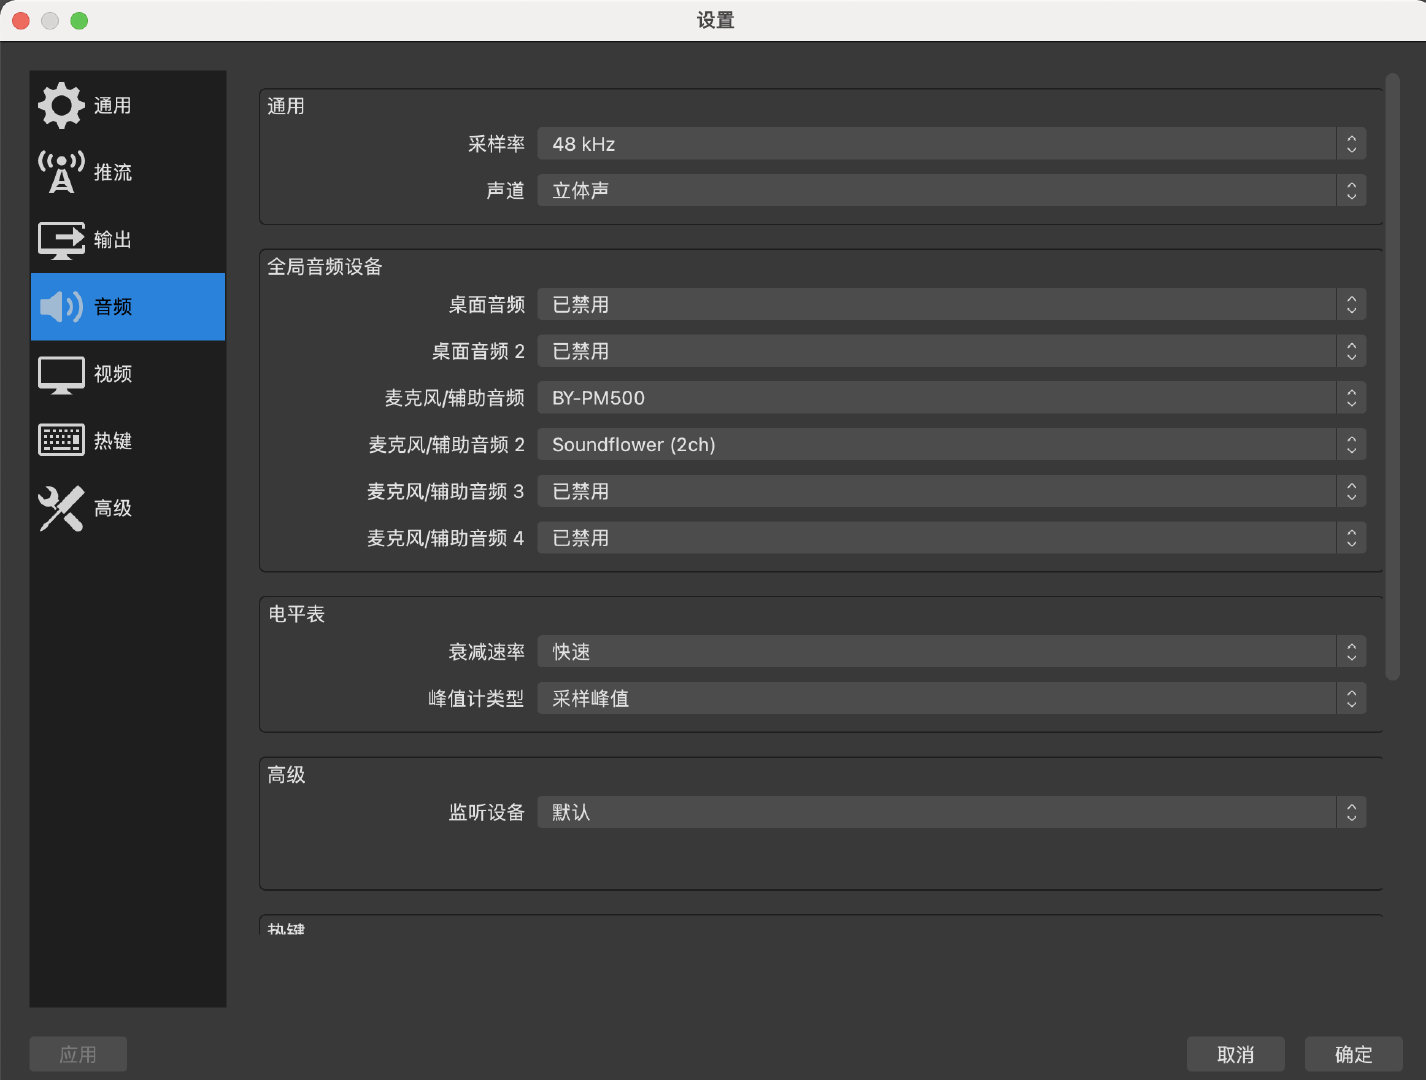 设置
通用
推流
输出
音频
视频
热键
高级
通用
采样率 48 kHz
声道 立体声
全局音频设备
桌面音频 已禁用
桌面音频 2 已禁用
麦克风/辅助音频 BY-PM500
麦克风/辅助音频 2 Soundflower (2ch)
麦克风/辅助音频 3 已禁用
麦克风/辅助音频 4 已禁用
电平表
衰减速率 快速
峰值计类型 采样峰值
高级
监听设备 默认
热键
应用 取消 确定